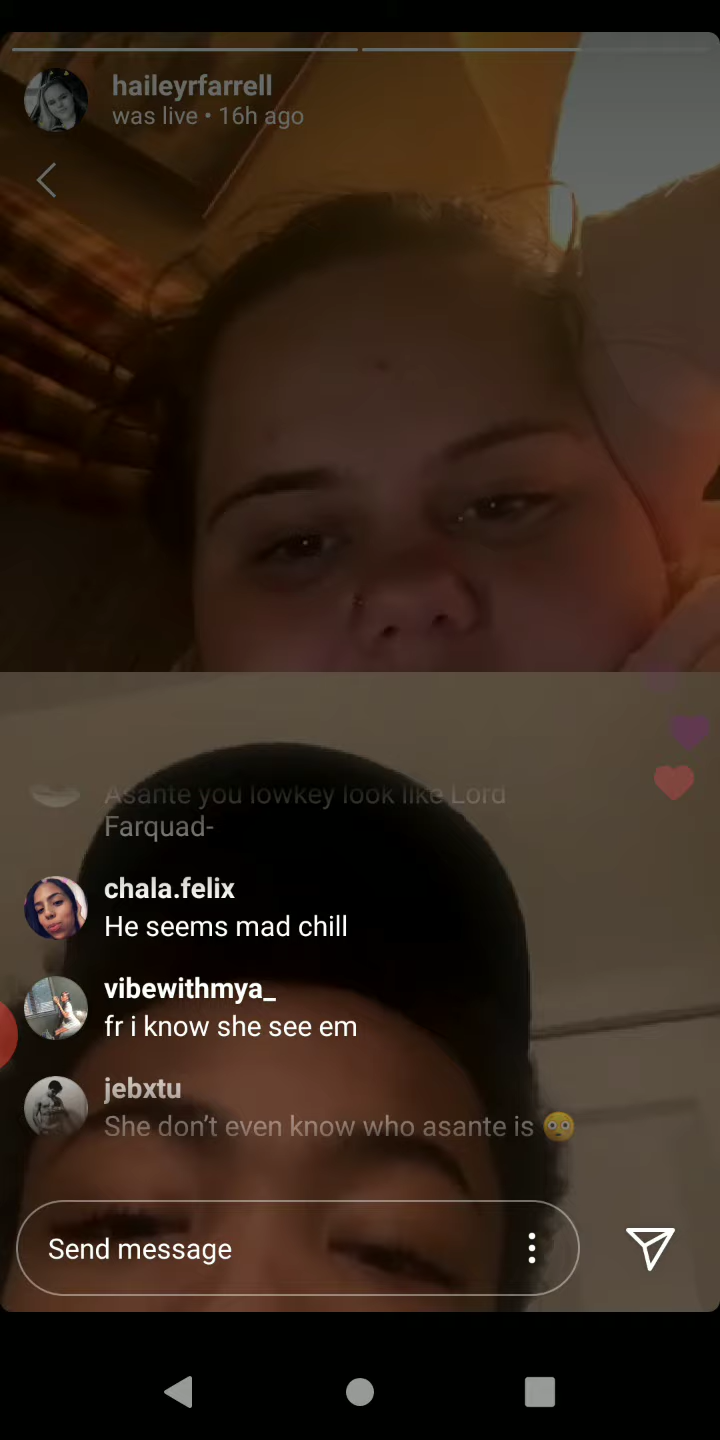 haileyrfarrell
was live • 16h ago
Asante you lowkey look like Lord
Farquad-
chala.felix
He seems mad chill
vibewithmya_
fr i know she see em
jebxtu
She don’t even know who asante is 😳
Send message